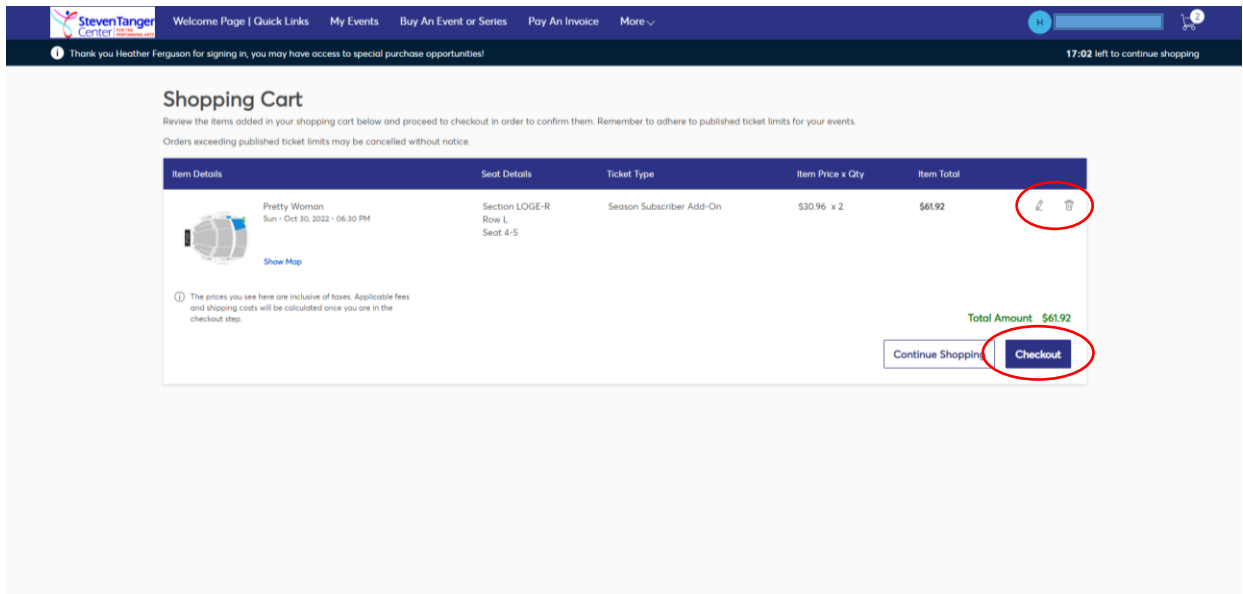 StevenTanger
Center FOR THE PERFORMING ARTS
Welcome Page | Quick Links My Events Buy An Event or Series Pay An Invoice More
H
2
Thank you Heather Ferguson for signing in, you may have access to special purchase opportunities!
17:02 left to continue shopping
Shopping Cart
Review the items added in your shopping cart below and proceed to checkout in order to confirm them. Remember to adhere to published ticket limits for your events.
Orders exceeding published ticket limits may be cancelled without notice.
Item Details Seat Details Ticket Type Item Price x Qty Item Total
Pretty Woman Section LOGE-R Season Subscriber Add-On $30.96 x 2 $61.92
Sun • Oct 30, 2022 • 06:30 PM Row L
Seat 4-5
Show Map
The prices you see here are inclusive of taxes. Applicable fees
and shipping costs will be calculated once you are in the
checkout step.
Total Amount $61.92
Continue Shopping Checkout